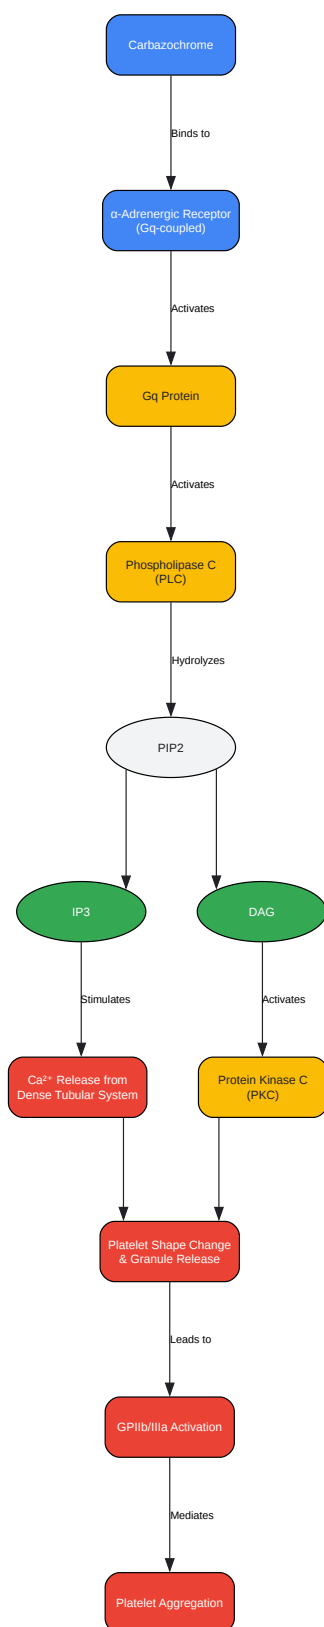 Carbazochrome
Binds to
α-Adrenergic Receptor
(Gq-coupled)
Activates
Gq Protein
Activates
Phospholipase C
(PLC)
Hydrolyzes
PIP2
IP3
DAG
Stimulates
Activates
Ca²⁺ Release from
Dense Tubular System
Protein Kinase C
(PKC)
Platelet Shape Change
& Granule Release
Leads to
GPIIb/IIIa Activation
Mediates
Platelet Aggregation